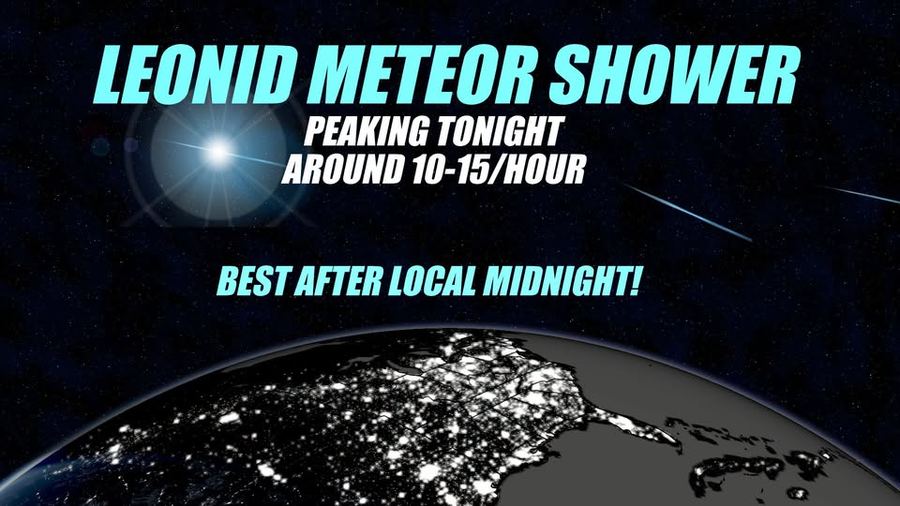 LEONID METEOR SHOWER
PEAKING TONIGHT
AROUND 10-15/HOUR
BEST AFTER LOCAL MIDNIGHT!